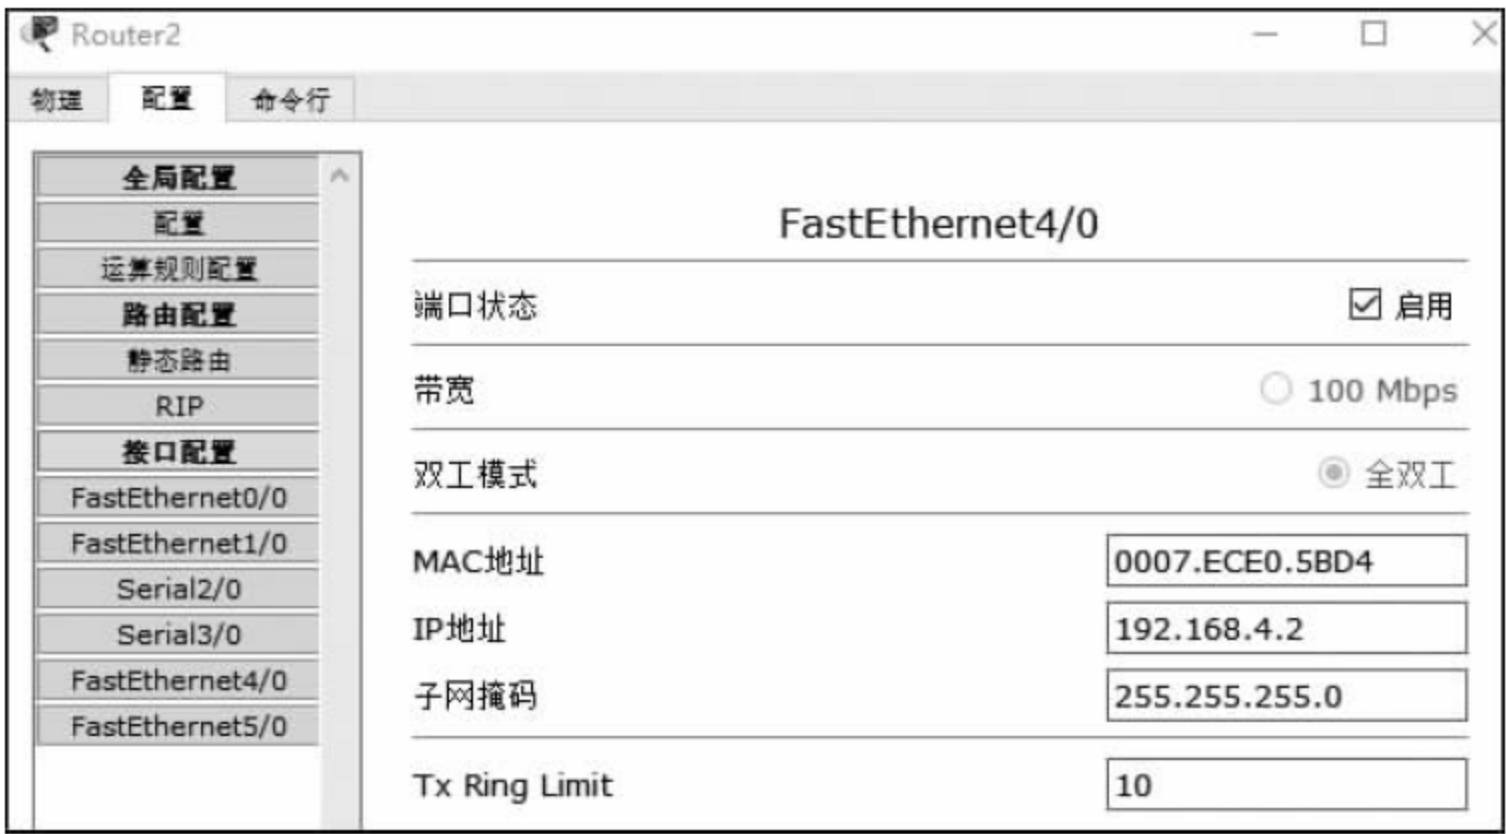 Router2
物理 配置 命令行
全局配置
配置
运算规则配置
路由配置
静态路由
RIP
接口配置
FastEthernet0/0
FastEthernet1/0
Serial2/0
Serial3/0
FastEthernet4/0
FastEthernet5/0
FastEthernet4/0
端口状态 启用
带宽 100 Mbps
双工模式 全双工
MAC地址 0007.ECE0.5BD4
IP地址 192.168.4.2
子网掩码 255.255.255.0
Tx Ring Limit 10